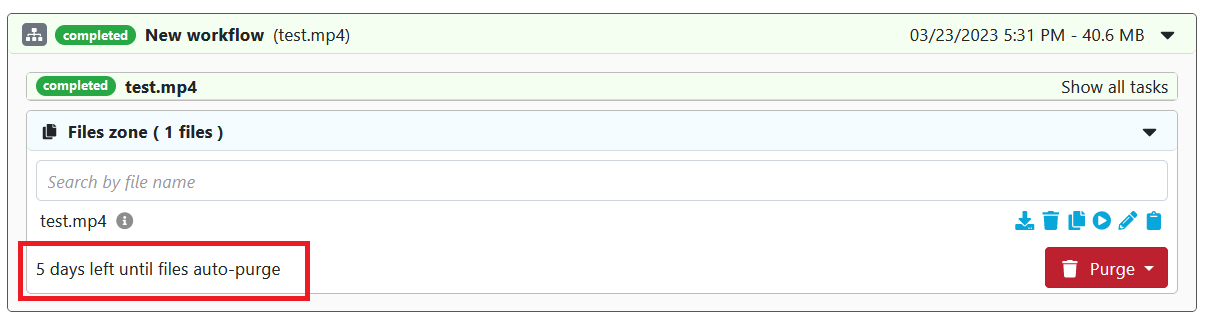 completed New workflow (test.mp4) 03/23/2023 5:31 PM - 40.6 MB
completed test.mp4 Show all tasks
Files zone ( 1 files )
Search by file name
test.mp4
5 days left until files auto-purge Purge